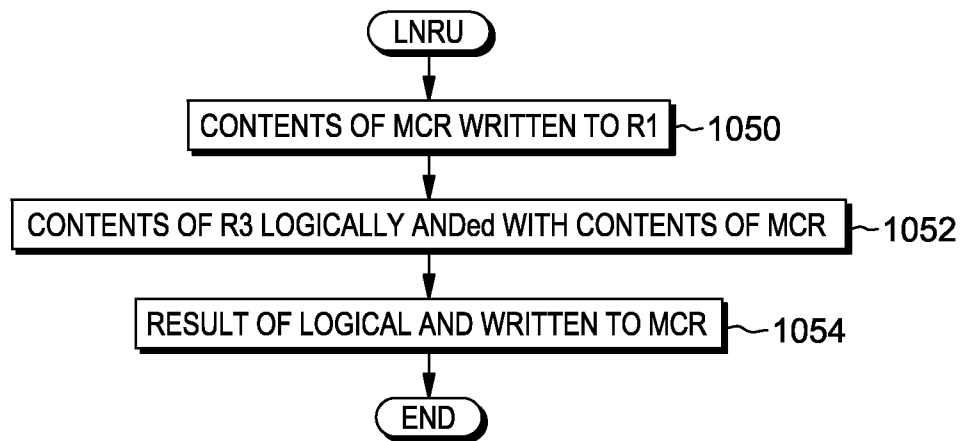 LNRU
CONTENTS OF MCR WRITTEN TO R1 1050
CONTENTS OF R3 LOGICALLY ANDed WITH CONTENTS OF MCR 1052
RESULT OF LOGICAL AND WRITTEN TO MCR 1054
END